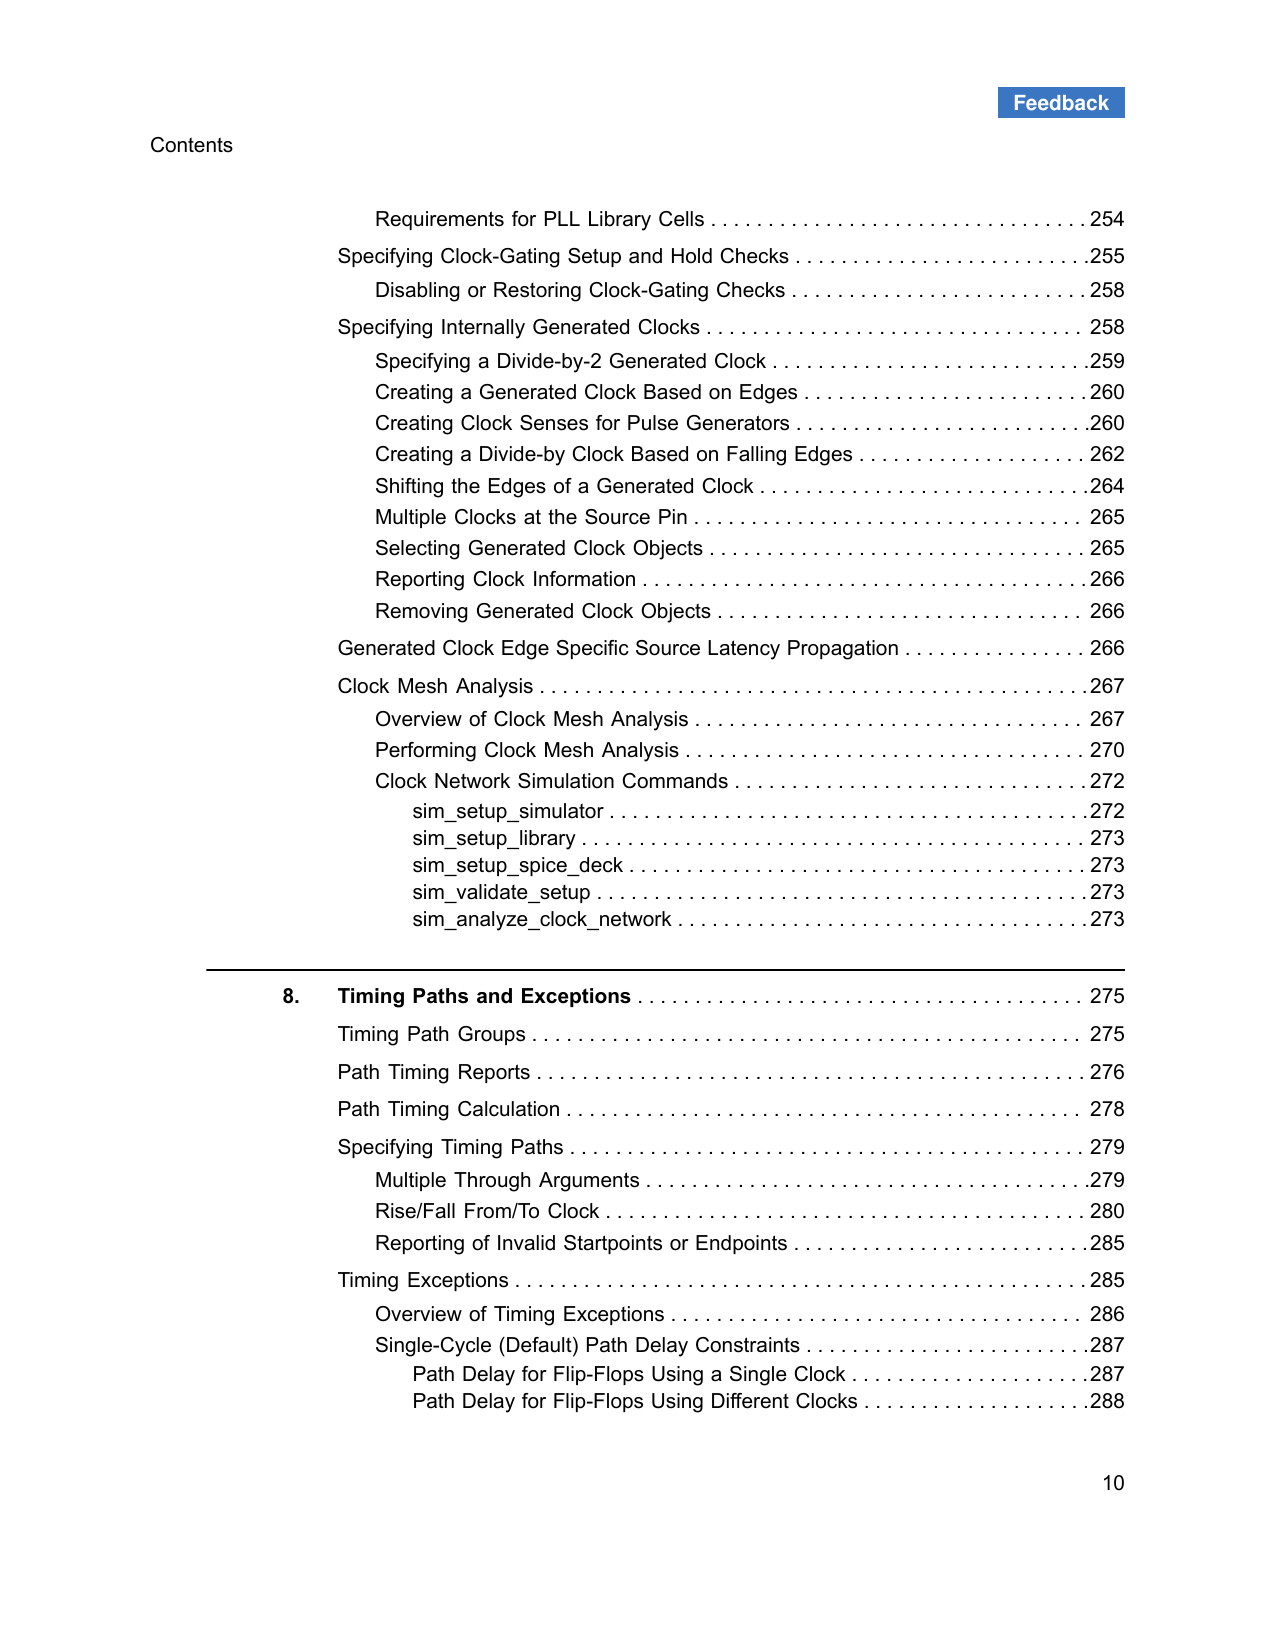 Feedback
Contents
Requirements for PLL Library Cells . . . . . . . . . . . . . . . . . . . . . . . . . . . . . . . . . 254
Specifying Clock-Gating Setup and Hold Checks . . . . . . . . . . . . . . . . . . . . . . . . . .255
Disabling or Restoring Clock-Gating Checks . . . . . . . . . . . . . . . . . . . . . . . . . . 258
Specifying Internally Generated Clocks . . . . . . . . . . . . . . . . . . . . . . . . . . . . . . . . . 258
Specifying a Divide-by-2 Generated Clock . . . . . . . . . . . . . . . . . . . . . . . . . . . .259
Creating a Generated Clock Based on Edges . . . . . . . . . . . . . . . . . . . . . . . . . 260
Creating Clock Senses for Pulse Generators . . . . . . . . . . . . . . . . . . . . . . . . . .260
Creating a Divide-by Clock Based on Falling Edges . . . . . . . . . . . . . . . . . . . . 262
Shifting the Edges of a Generated Clock . . . . . . . . . . . . . . . . . . . . . . . . . . . . .264
Multiple Clocks at the Source Pin . . . . . . . . . . . . . . . . . . . . . . . . . . . . . . . . . . 265
Selecting Generated Clock Objects . . . . . . . . . . . . . . . . . . . . . . . . . . . . . . . . . 265
Reporting Clock Information . . . . . . . . . . . . . . . . . . . . . . . . . . . . . . . . . . . . . . . 266
Removing Generated Clock Objects . . . . . . . . . . . . . . . . . . . . . . . . . . . . . . . . 266
Generated Clock Edge Specific Source Latency Propagation . . . . . . . . . . . . . . . . 266
Clock Mesh Analysis . . . . . . . . . . . . . . . . . . . . . . . . . . . . . . . . . . . . . . . . . . . . . . . .267
Overview of Clock Mesh Analysis . . . . . . . . . . . . . . . . . . . . . . . . . . . . . . . . . . 267
Performing Clock Mesh Analysis . . . . . . . . . . . . . . . . . . . . . . . . . . . . . . . . . . . 270
Clock Network Simulation Commands . . . . . . . . . . . . . . . . . . . . . . . . . . . . . . . 272
sim_setup_simulator . . . . . . . . . . . . . . . . . . . . . . . . . . . . . . . . . . . . . . . . . .272
sim_setup_library . . . . . . . . . . . . . . . . . . . . . . . . . . . . . . . . . . . . . . . . . . . . 273
sim_setup_spice_deck . . . . . . . . . . . . . . . . . . . . . . . . . . . . . . . . . . . . . . . . 273
sim_validate_setup . . . . . . . . . . . . . . . . . . . . . . . . . . . . . . . . . . . . . . . . . . .273
sim_analyze_clock_network . . . . . . . . . . . . . . . . . . . . . . . . . . . . . . . . . . . .273
8. Timing Paths and Exceptions . . . . . . . . . . . . . . . . . . . . . . . . . . . . . . . . . . . . . . . 275
Timing Path Groups . . . . . . . . . . . . . . . . . . . . . . . . . . . . . . . . . . . . . . . . . . . . . . . . 275
Path Timing Reports . . . . . . . . . . . . . . . . . . . . . . . . . . . . . . . . . . . . . . . . . . . . . . . . 276
Path Timing Calculation . . . . . . . . . . . . . . . . . . . . . . . . . . . . . . . . . . . . . . . . . . . . . 278
Specifying Timing Paths . . . . . . . . . . . . . . . . . . . . . . . . . . . . . . . . . . . . . . . . . . . . . 279
Multiple Through Arguments . . . . . . . . . . . . . . . . . . . . . . . . . . . . . . . . . . . . . . .279
Rise/Fall From/To Clock . . . . . . . . . . . . . . . . . . . . . . . . . . . . . . . . . . . . . . . . . . 280
Reporting of Invalid Startpoints or Endpoints . . . . . . . . . . . . . . . . . . . . . . . . . .285
Timing Exceptions . . . . . . . . . . . . . . . . . . . . . . . . . . . . . . . . . . . . . . . . . . . . . . . . . . 285
Overview of Timing Exceptions . . . . . . . . . . . . . . . . . . . . . . . . . . . . . . . . . . . . 286
Single-Cycle (Default) Path Delay Constraints . . . . . . . . . . . . . . . . . . . . . . . . .287
Path Delay for Flip-Flops Using a Single Clock . . . . . . . . . . . . . . . . . . . . .287
Path Delay for Flip-Flops Using Different Clocks . . . . . . . . . . . . . . . . . . . .288
10